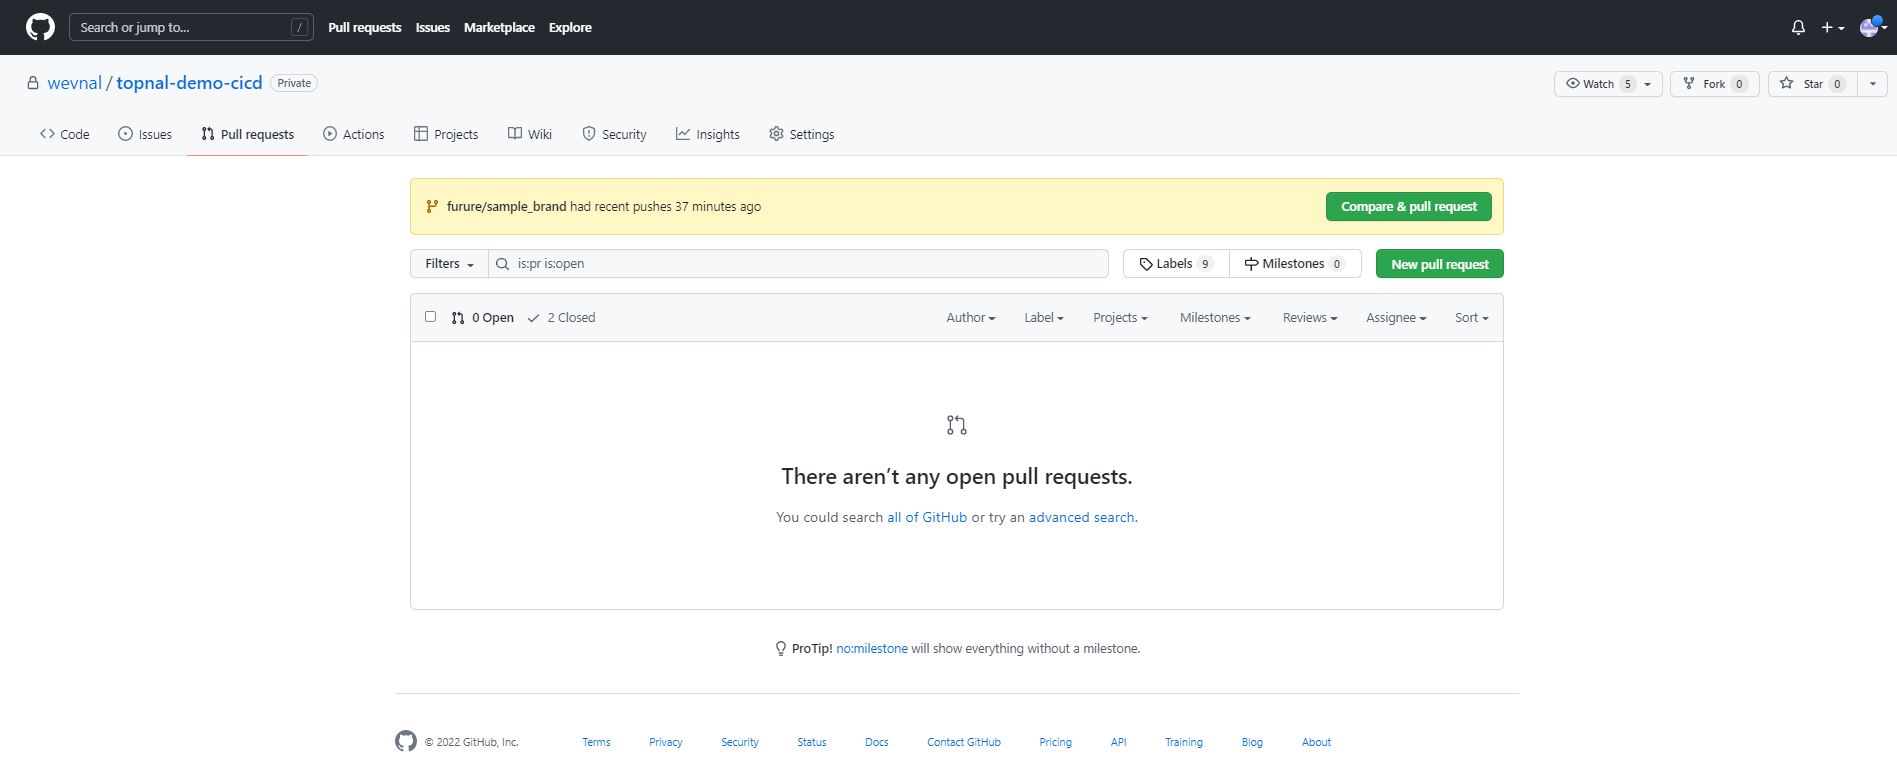 Search or jump to... /
Pull requests Issues Marketplace Explore
wevnal / topnal-demo-cicd Private
Watch 5 Fork 0 Star 0
Code Issues Pull requests Actions Projects Wiki Security Insights Settings
furure/sample_brand had recent pushes 37 minutes ago
Compare & pull request
Filters is:pr is:open Labels 9 Milestones 0 New pull request
0 Open 2 Closed Author Label Projects Milestones Reviews Assignee Sort
There aren’t any open pull requests.
You could search all of GitHub or try an advanced search.
ProTip! no:milestone will show everything without a milestone.
© 2022 GitHub, Inc. Terms Privacy Security Status Docs Contact GitHub Pricing API Training Blog About